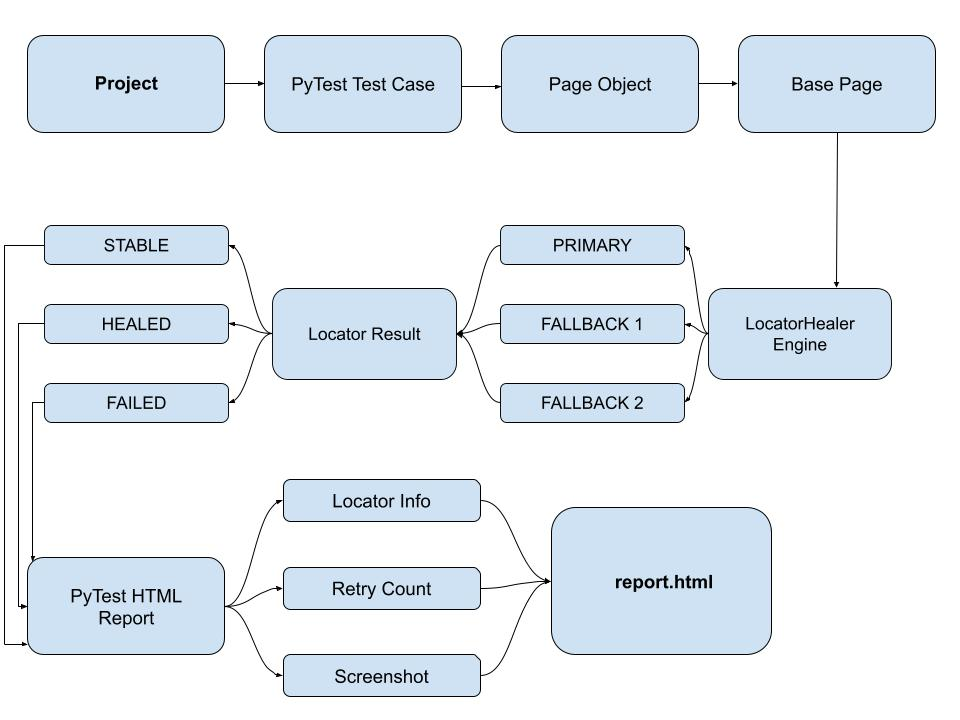 Project
PyTest Test Case
Page Object
Base Page
STABLE
PRIMARY
HEALED
Locator Result
FALLBACK 1
LocatorHealer
Engine
FAILED
FALLBACK 2
Locator Info
PyTest HTML
Report
Retry Count
report.html
Screenshot